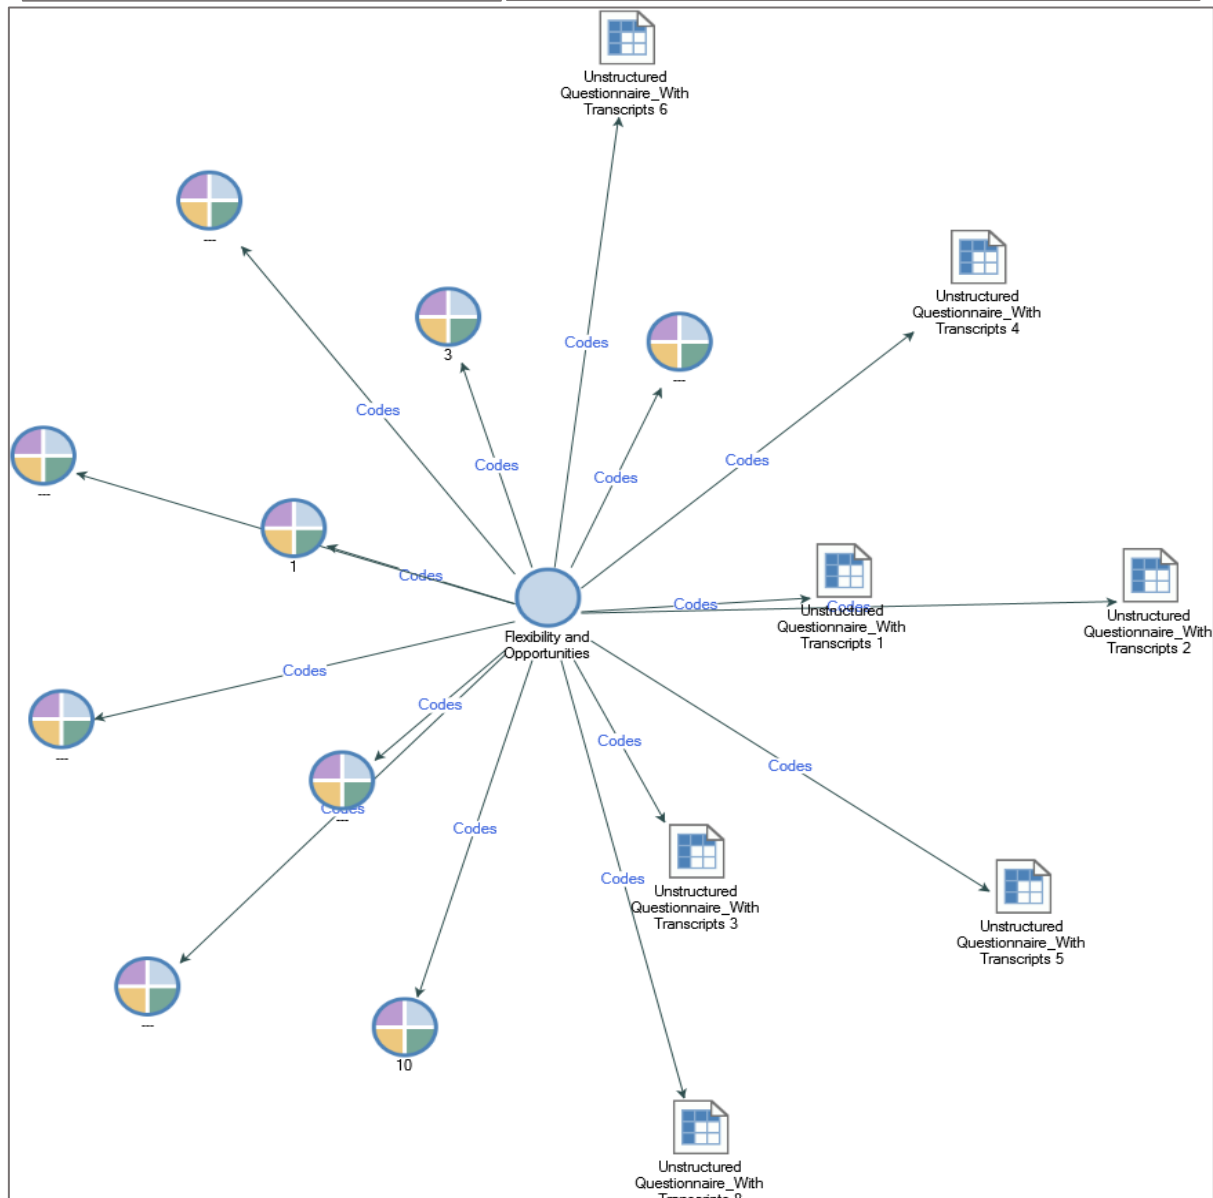 Unstructured
Questionnaire_With
Transcripts 6
---
Unstructured
Questionnaire_With
Transcripts 4
3
---
Codes
Codes
Codes
Codes
Codes
---
1
Codes
Unstructured
Questionnaire_With
Transcripts 1
Codes
Codes
Unstructured
Questionnaire_With
Transcripts 2
Flexibility and
Opportunities
Codes
---
Codes
Codes
Codes
Codes
---
Codes
Codes
Unstructured
Questionnaire_With
Transcripts 3
Unstructured
Questionnaire_With
Transcripts 5
---
10
Unstructured
Questionnaire_With